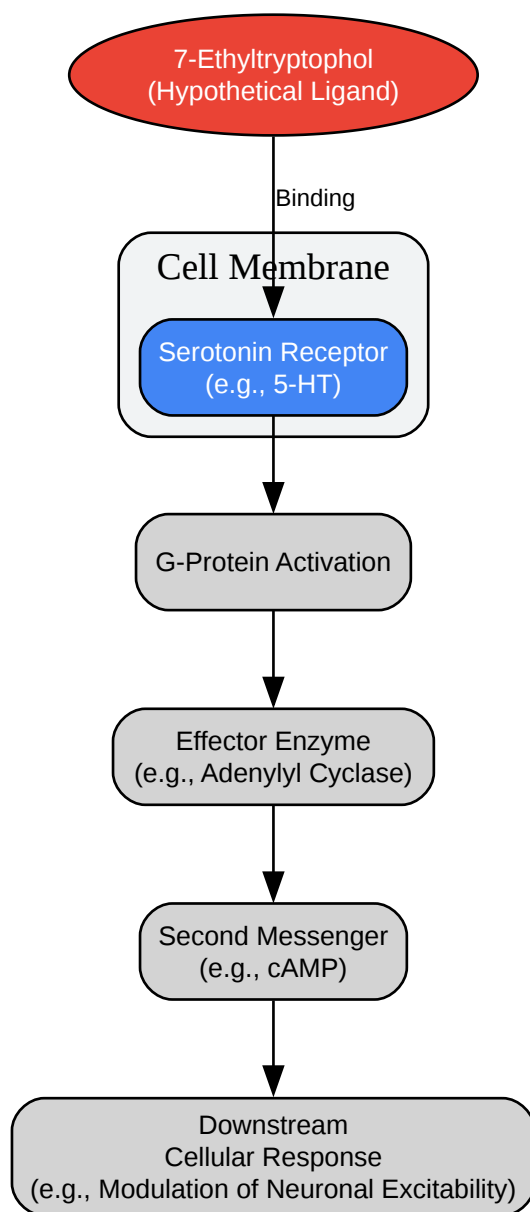 7-Ethyltryptophol
(Hypothetical Ligand)
Binding
Cell Membrane
Serotonin Receptor
(e.g., 5-HT)
G-Protein Activation
Effector Enzyme
(e.g., Adenylyl Cyclase)
Second Messenger
(e.g., cAMP)
Downstream
Cellular Response
(e.g., Modulation of Neuronal Excitability)